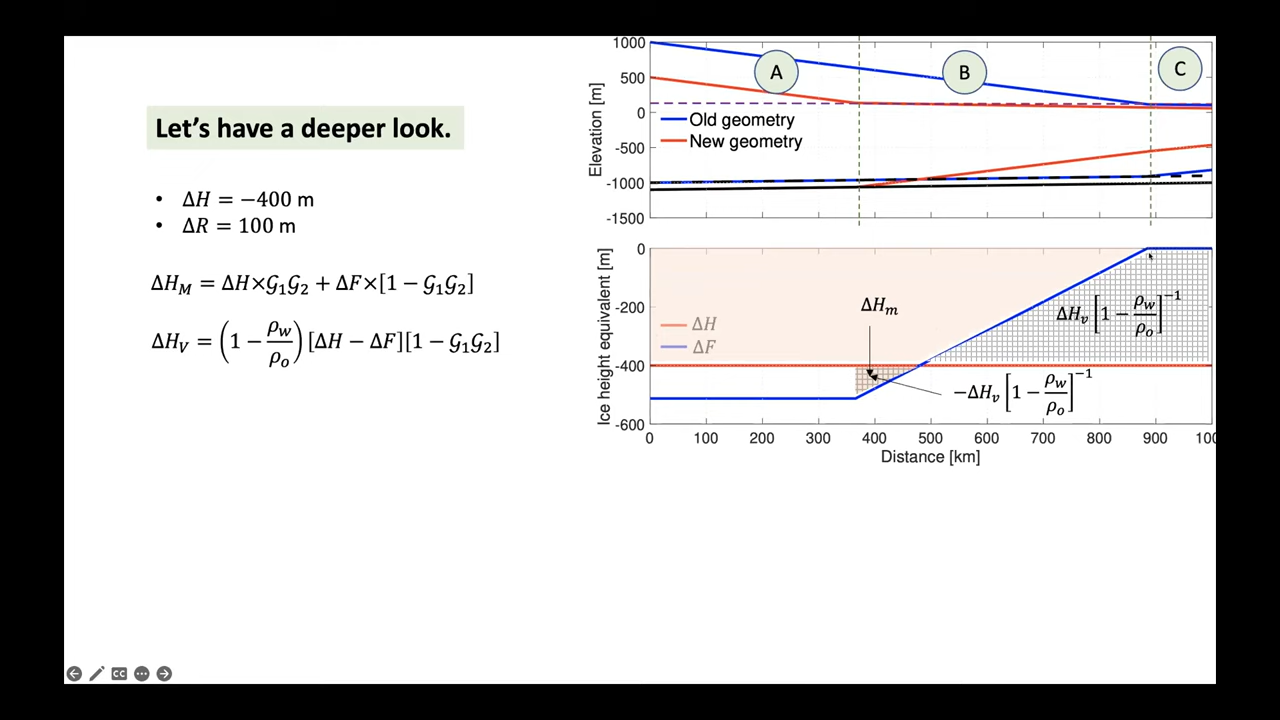 Let's have a deeper look.
• ΔH = −400 m
• ΔR = 100 m
ΔH_M = ΔH×𝒢₁𝒢₂ + ΔF×[1 − 𝒢₁𝒢₂]
ΔH_V = (1 − ρ_w/ρ_o) [ΔH − ΔF][1 − 𝒢₁𝒢₂]
Elevation [m]
1000
500
0
-500
-1000
-1500
A
B
C
Old geometry
New geometry
Ice height equivalent [m]
0
-200
-400
-600
ΔH
ΔF
ΔH_m
ΔH_v [1 − ρ_w/ρ_o]⁻¹
−ΔH_v [1 − ρ_w/ρ_o]⁻¹
0 100 200 300 400 500 600 700 800 900 100
Distance [km]
CC